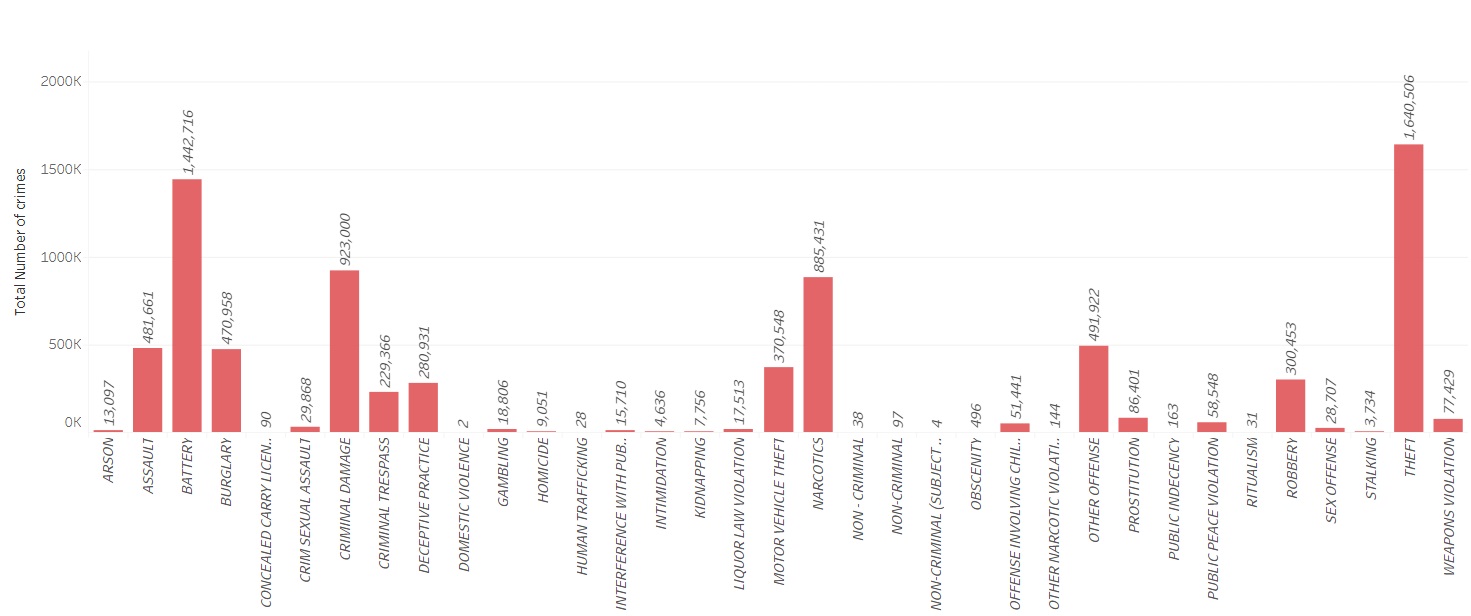 Total Number of crimes
2000K
1500K
1000K
500K
0K
13,097
481,661
1,442,716
470,958
90
29,868
923,000
229,366
280,931
2
18,806
9,051
28
15,710
4,636
7,756
17,513
370,548
885,431
38
97
4
496
51,441
144
491,922
86,401
163
58,548
31
300,453
28,707
3,734
1,640,506
77,429
ARSON
ASSAULT
BATTERY
BURGLARY
CONCEALED CARRY LICEN..
CRIM SEXUAL ASSAULT
CRIMINAL DAMAGE
CRIMINAL TRESPASS
DECEPTIVE PRACTICE
DOMESTIC VIOLENCE
GAMBLING
HOMICIDE
HUMAN TRAFFICKING
INTERFERENCE WITH PUB..
INTIMIDATION
KIDNAPPING
LIQUOR LAW VIOLATION
MOTOR VEHICLE THEFT
NARCOTICS
NON - CRIMINAL
NON-CRIMINAL
NON-CRIMINAL (SUBJECT ..
OBSCENITY
OFFENSE INVOLVING CHIL..
OTHER NARCOTIC VIOLATI..
OTHER OFFENSE
PROSTITUTION
PUBLIC INDECENCY
PUBLIC PEACE VIOLATION
RITUALISM
ROBBERY
SEX OFFENSE
STALKING
THEFT
WEAPONS VIOLATION